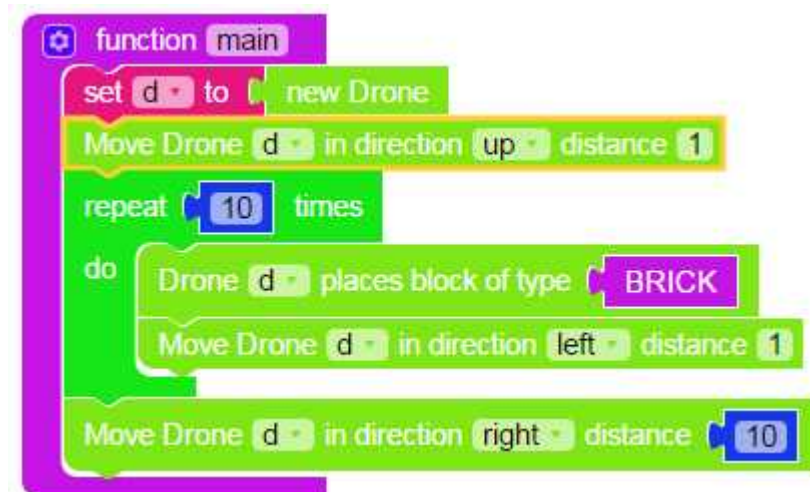 function main
set d to new Drone
Move Drone d in direction up distance 1
repeat 10 times
do
Drone d places block of type BRICK
Move Drone d in direction left distance 1
Move Drone d in direction right distance 10